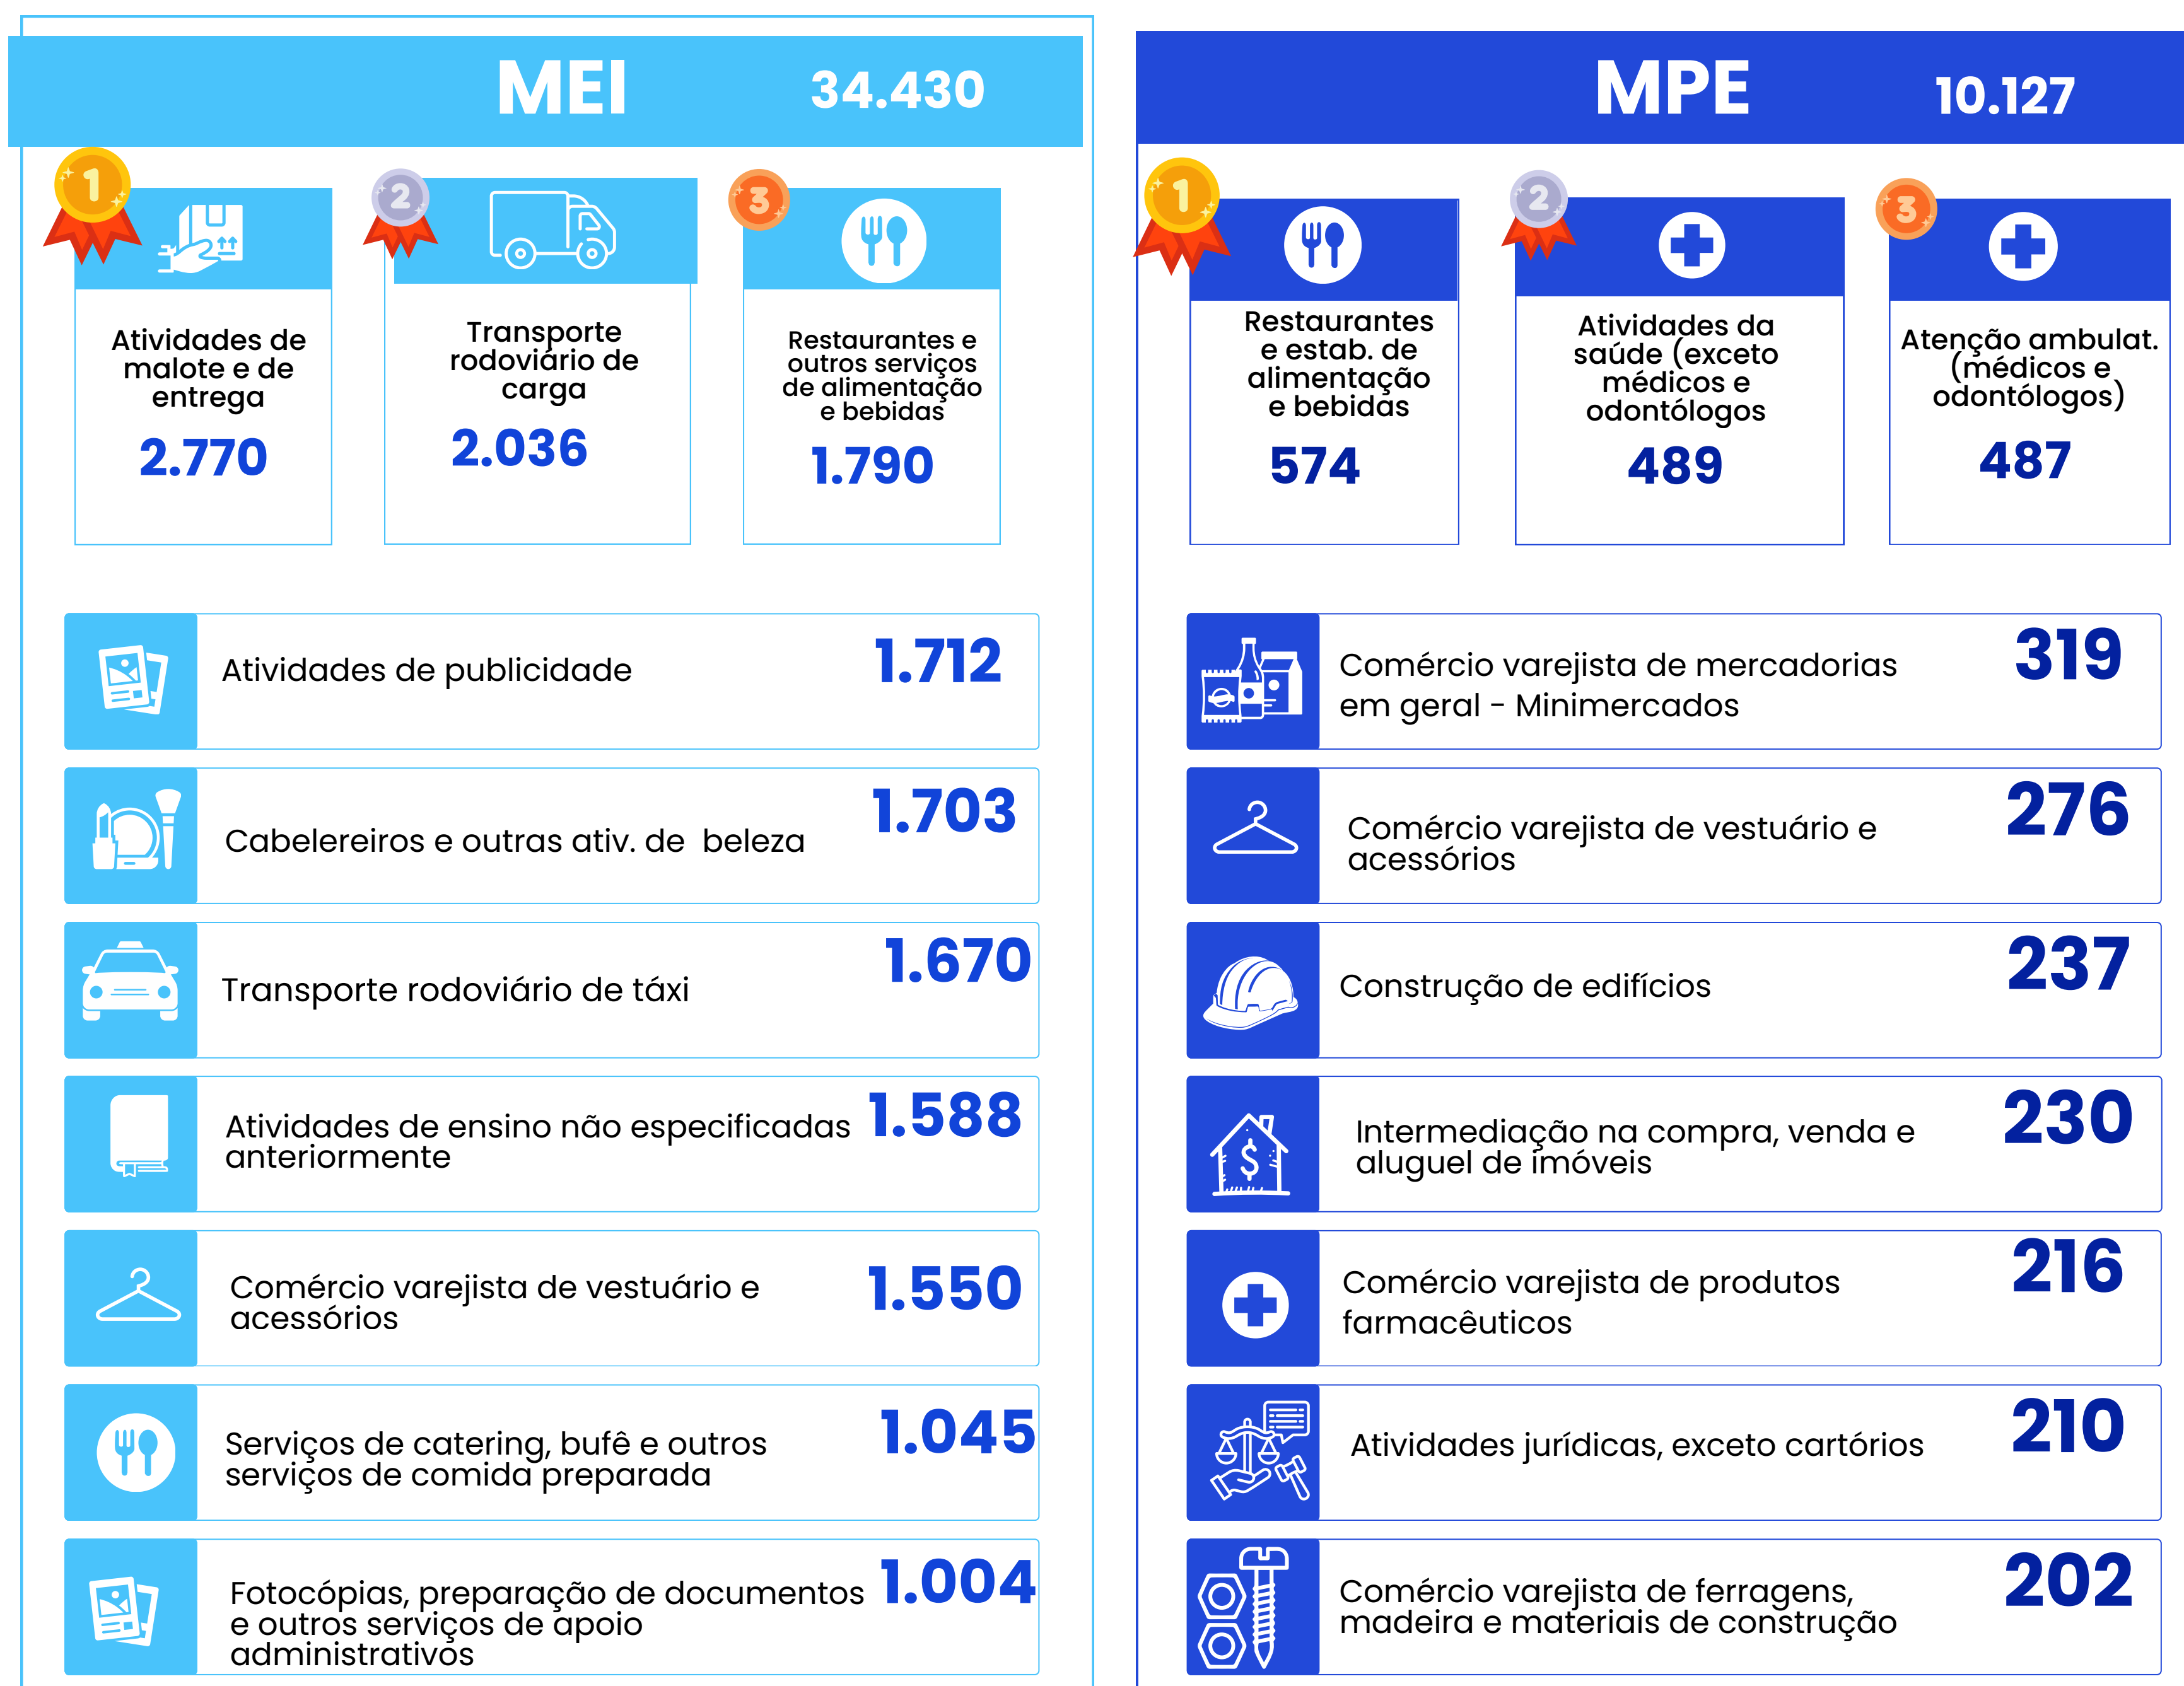 MEI
34.430
1
Atividades de
malote e de
entrega
2.770
2
Transporte
rodoviário de
carga
2.036
3
Restaurantes e
outros serviços
de alimentação
e bebidas
1.790
Atividades de publicidade
1.712
Cabelereiros e outras ativ. de  beleza
1.703
Transporte rodoviário de táxi
1.670
Atividades de ensino não especificadas
anteriormente
1.588
Comércio varejista de vestuário e
acessórios
1.550
Serviços de catering, bufê e outros
serviços de comida preparada
1.045
Fotocópias, preparação de documentos
e outros serviços de apoio
administrativos
1.004
MPE
10.127
1
Restaurantes
e estab. de
alimentação
e bebidas
574
2
Atividades da
saúde (exceto
médicos e
odontólogos
489
3
Atenção ambulat.
(médicos e
odontólogos)
487
Comércio varejista de mercadorias
em geral - Minimercados
319
Comércio varejista de vestuário e
acessórios
276
Construção de edifícios
237
Intermediação na compra, venda e
aluguel de imóveis
230
$
Comércio varejista de produtos
farmacêuticos
216
Atividades jurídicas, exceto cartórios
210
Comércio varejista de ferragens,
madeira e materiais de construção
202